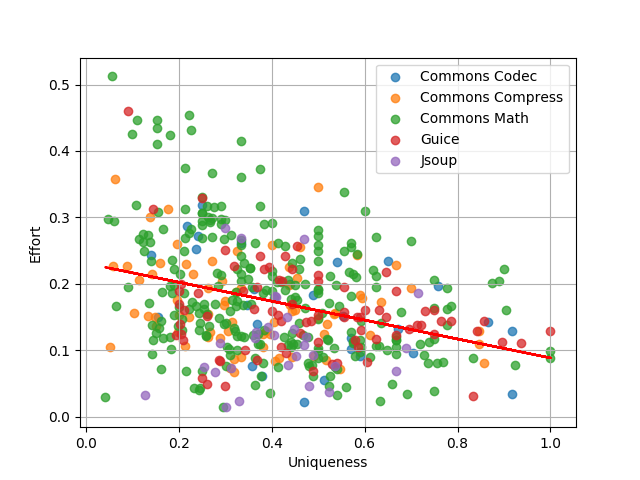 Commons Codec
Commons Compress
Commons Math
Guice
Jsoup
Effort
0.5
0.4
0.3
0.2
0.1
0.0
0.0 0.2 0.4 0.6 0.8 1.0
Uniqueness